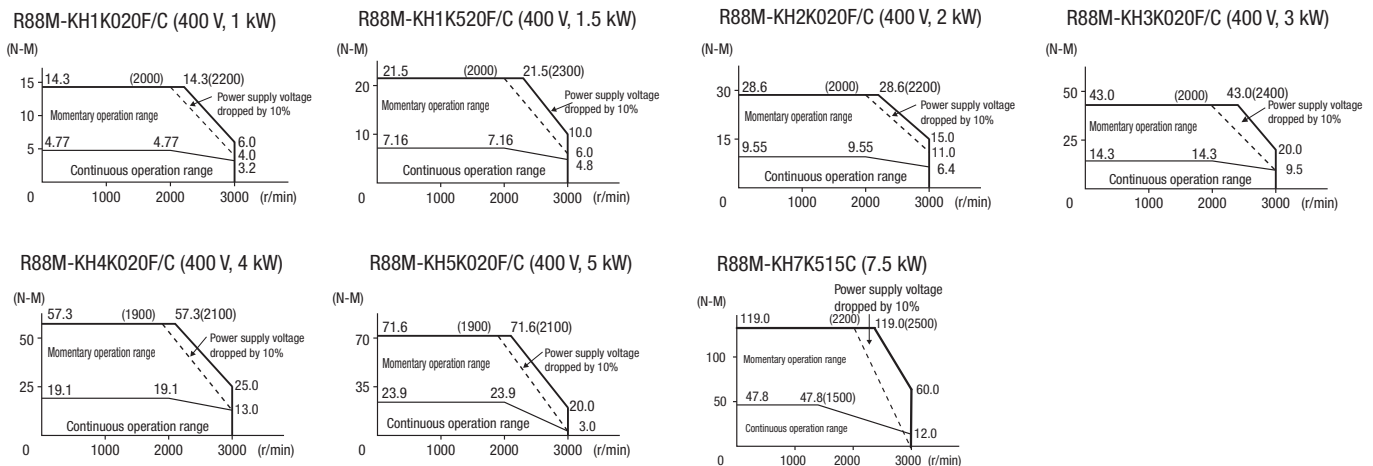 R88M-KH1K020F/C (400 V, 1 kW)
(N-M)
15
14.3
(2000)
14.3(2200)
Power supply voltage
dropped by 10%
10
Momentary operation range
6.0
5
4.77
4.77
4.0
3.2
Continuous operation range
0
1000
2000
3000 (r/min)
R88M-KH1K520F/C (400 V, 1.5 kW)
(N-M)
21.5
(2000)
21.5(2300)
20
Power supply voltage
dropped by 10%
Momentary operation range
10
10.0
7.16
7.16
6.0
4.8
Continuous operation range
0
1000
2000
3000 (r/min)
R88M-KH2K020F/C (400 V, 2 kW)
(N-M)
30
28.6
(2000)
28.6(2200)
Power supply voltage
dropped by 10%
Momentary operation range
15
15.0
9.55
9.55
11.0
6.4
Continuous operation range
0
1000
2000
3000 (r/min)
R88M-KH3K020F/C (400 V, 3 kW)
(N-M)
50
43.0
(2000)
43.0(2400)
Power supply voltage
dropped by 10%
Momentary operation range
25
20.0
14.3
14.3
9.5
Continuous operation range
0
1000
2000
3000 (r/min)
R88M-KH4K020F/C (400 V, 4 kW)
(N-M)
57.3
(1900)
57.3(2100)
50
Power supply voltage
dropped by 10%
Momentary operation range
25
25.0
19.1
19.1
13.0
Continuous operation range
0
1000
2000
3000 (r/min)
R88M-KH5K020F/C (400 V, 5 kW)
(N-M)
70
71.6
(1900)
71.6(2100)
Power supply voltage
dropped by 10%
Momentary operation range
35
23.9
23.9
20.0
3.0
Continuous operation range
0
1000
2000
3000 (r/min)
R88M-KH7K515C (7.5 kW)
(N-M)
Power supply voltage
dropped by 10%
119.0
(2200)
119.0(2500)
100
Momentary operation range
60.0
50
47.8
47.8(1500)
Continuous operation range
12.0
0
1000
2000
3000 (r/min)